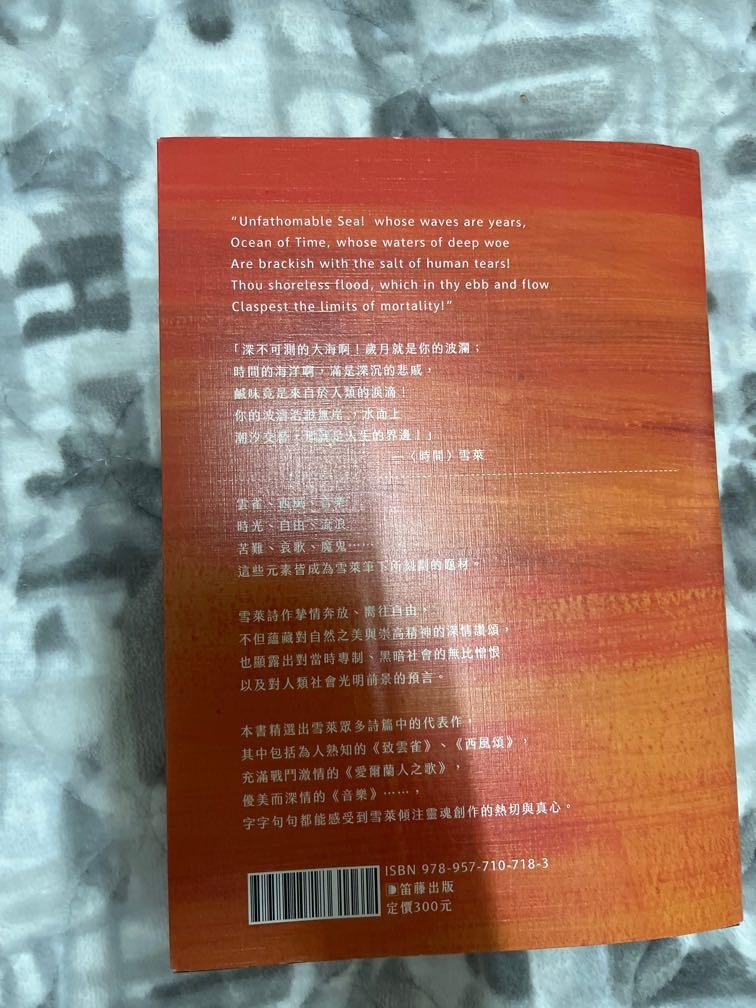 “Unfathomable Sea! whose waves are years,
Ocean of Time, whose waters of deep woe
Are brackish with the salt of human tears!
Thou shoreless flood, which in thy ebb and flow
Claspest the limits of mortality!”
「深不可測的大海啊！歲月就是你的波瀾；
時間的海洋啊，滿是深沉的悲戚，
鹹味竟是來自於人類的淚滴！
你的波濤浩渺無岸，水面上
潮汐交替，那就是人生的界邊！」
—〈時間〉雪萊
雲雀、西風、音樂
時光、自由、流浪
苦難、哀歌、魔鬼……
這些元素皆成為雪萊筆下所刻劃的題材。
雪萊詩作摯情奔放、嚮往自由，
不但蘊藏對自然之美與崇高精神的深情讚頌，
也顯露出對當時專制、黑暗社會的無比憎恨
以及對人類社會光明前景的預言。
本書精選出雪萊眾多詩篇中的代表作，
其中包括為人熟知的《致雲雀》、《西風頌》，
充滿戰鬥激情的《愛爾蘭人之歌》，
優美而深情的《音樂》……，
字字句句都能感受到雪萊傾注靈魂創作的熱切與真心。
ISBN 978-957-710-718-3
笛藤出版
定價300元